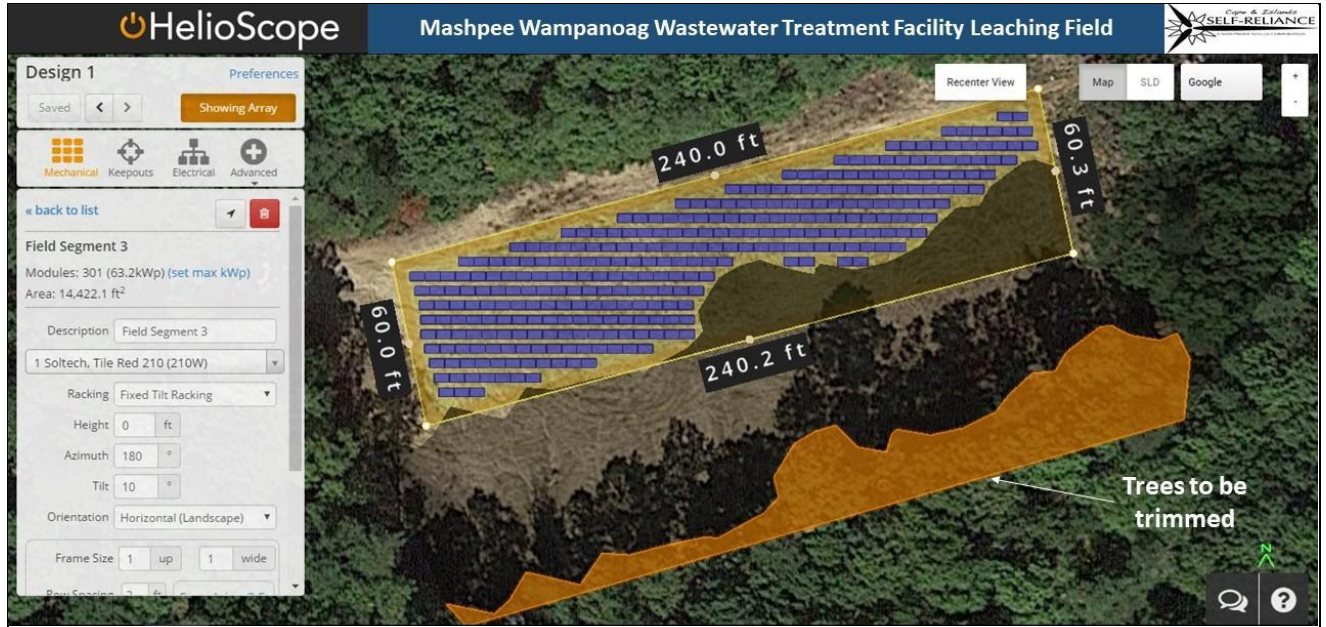 HelioScope
Mashpee Wampanoag Wastewater Treatment Facility Leaching Field
Cape & Islands
SELF-RELIANCE
Design 1
Preferences
Saved
Showing Array
Mechanical
Keepouts
Electrical
Advanced
« back to list
Field Segment 3
Modules: 301 (63.2kWp) (set max kWp)
Area: 14,422.1 ft²
Description Field Segment 3
1 Soltech, Tile Red 210 (210W)
Racking Fixed Tilt Racking
Height 0 ft
Azimuth 180 °
Tilt 10 °
Orientation Horizontal (Landscape)
Frame Size 1 up 1 wide
Recenter View
Map
SLD
Google
+
-
240.0 ft
60.3 ft
60.0 ft
240.2 ft
Trees to be
trimmed
N
?